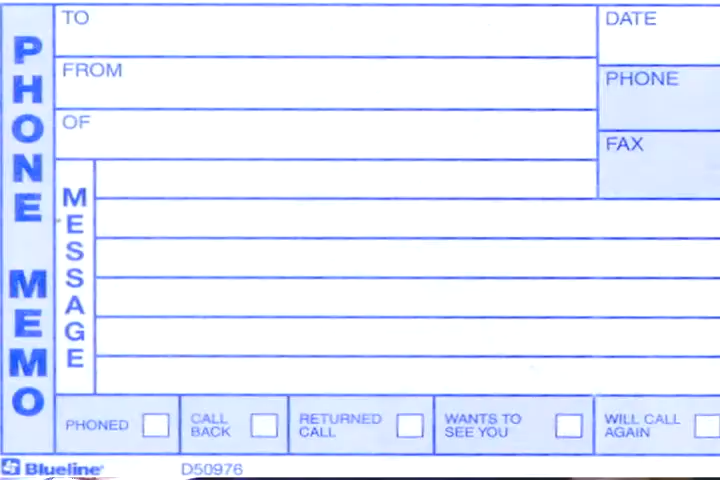 PHONE MEMO
TO
DATE
FROM
PHONE
OF
FAX
MESSAGE
PHONED
CALL BACK
RETURNED CALL
WANTS TO SEE YOU
WILL CALL AGAIN
Blueline
D50976